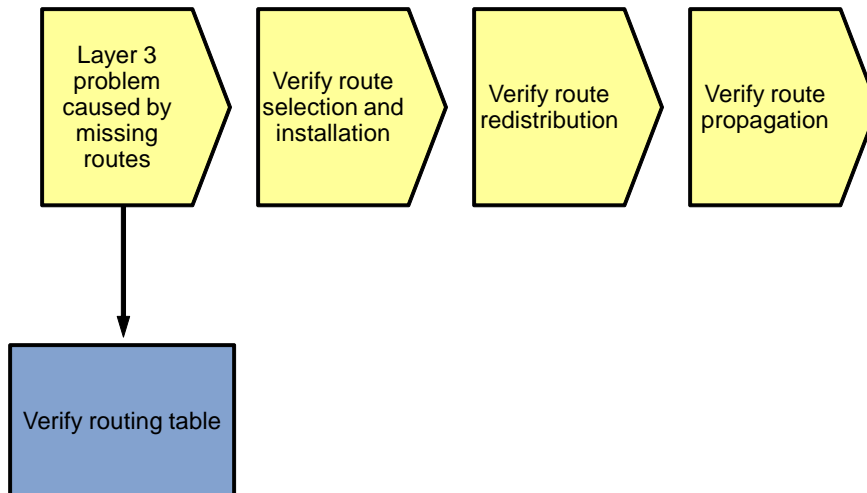 Layer 3
problem
caused by
missing
routes
Verify route
selection and
installation
Verify route
redistribution
Verify route
propagation
Verify routing table